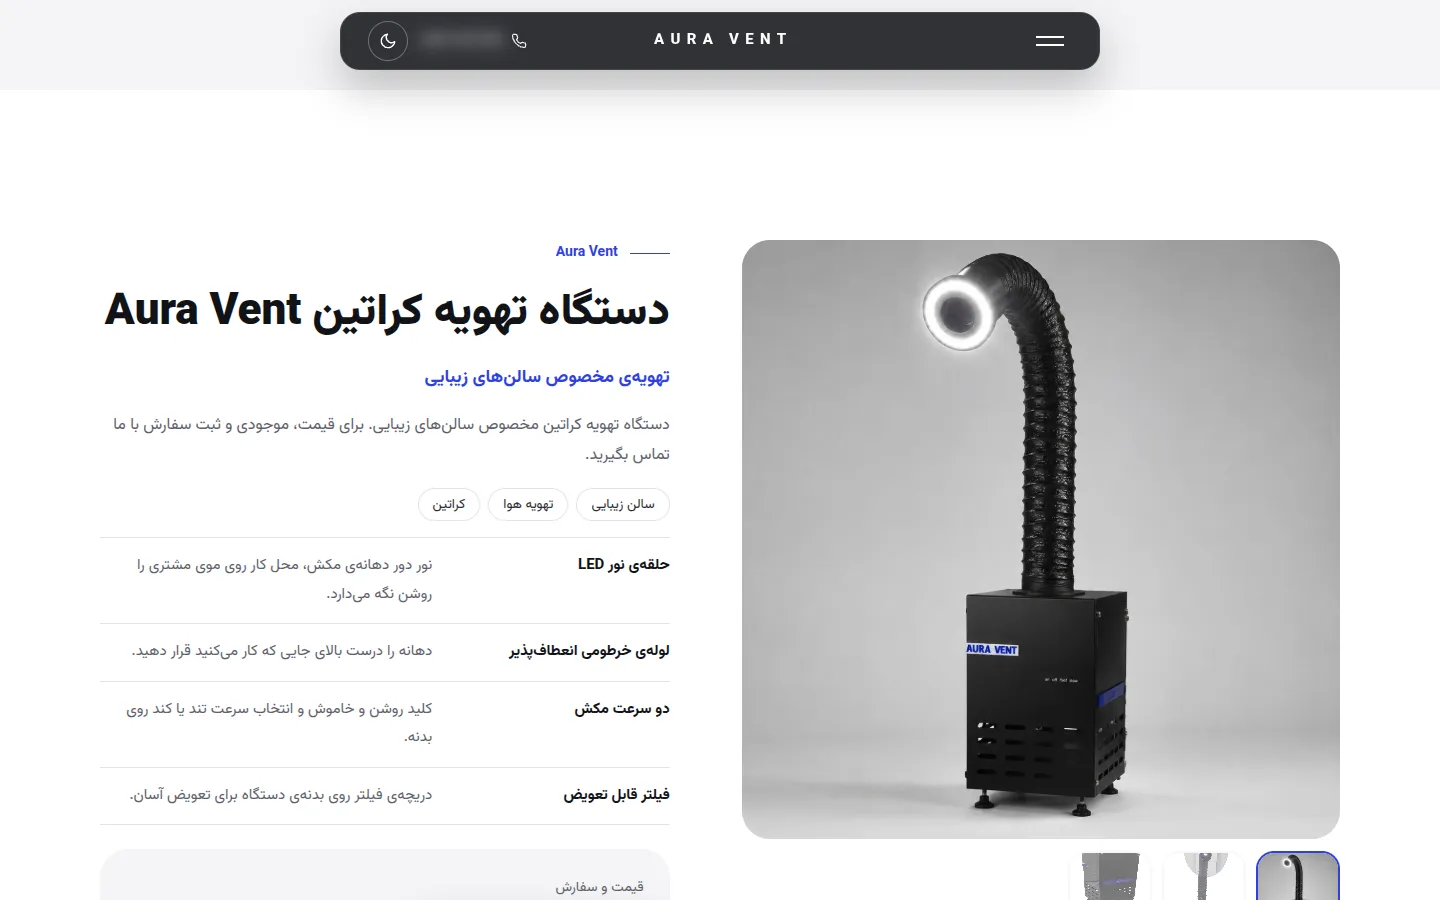 AURA VENT
Aura Vent
دستگاه تهویه کراتین Aura Vent
تهویه‌ی مخصوص سالن‌های زیبایی
دستگاه تهویه کراتین مخصوص سالن‌های زیبایی. برای قیمت، موجودی و ثبت سفارش با ما
تماس بگیرید.
سالن زیبایی
تهویه هوا
کراتین
حلقه‌ی نور LED
نور دور دهانه‌ی مکش، محل کار روی موی مشتری را
روشن نگه می‌دارد.
لوله‌ی خرطومی انعطاف‌پذیر
دهانه را درست بالای جایی که کار می‌کنید قرار دهید.
دو سرعت مکش
کلید روشن و خاموش و انتخاب سرعت تند یا کند روی
بدنه.
فیلتر قابل تعویض
دریچه‌ی فیلتر روی بدنه‌ی دستگاه برای تعویض آسان.
قیمت و سفارش
AURA VENT